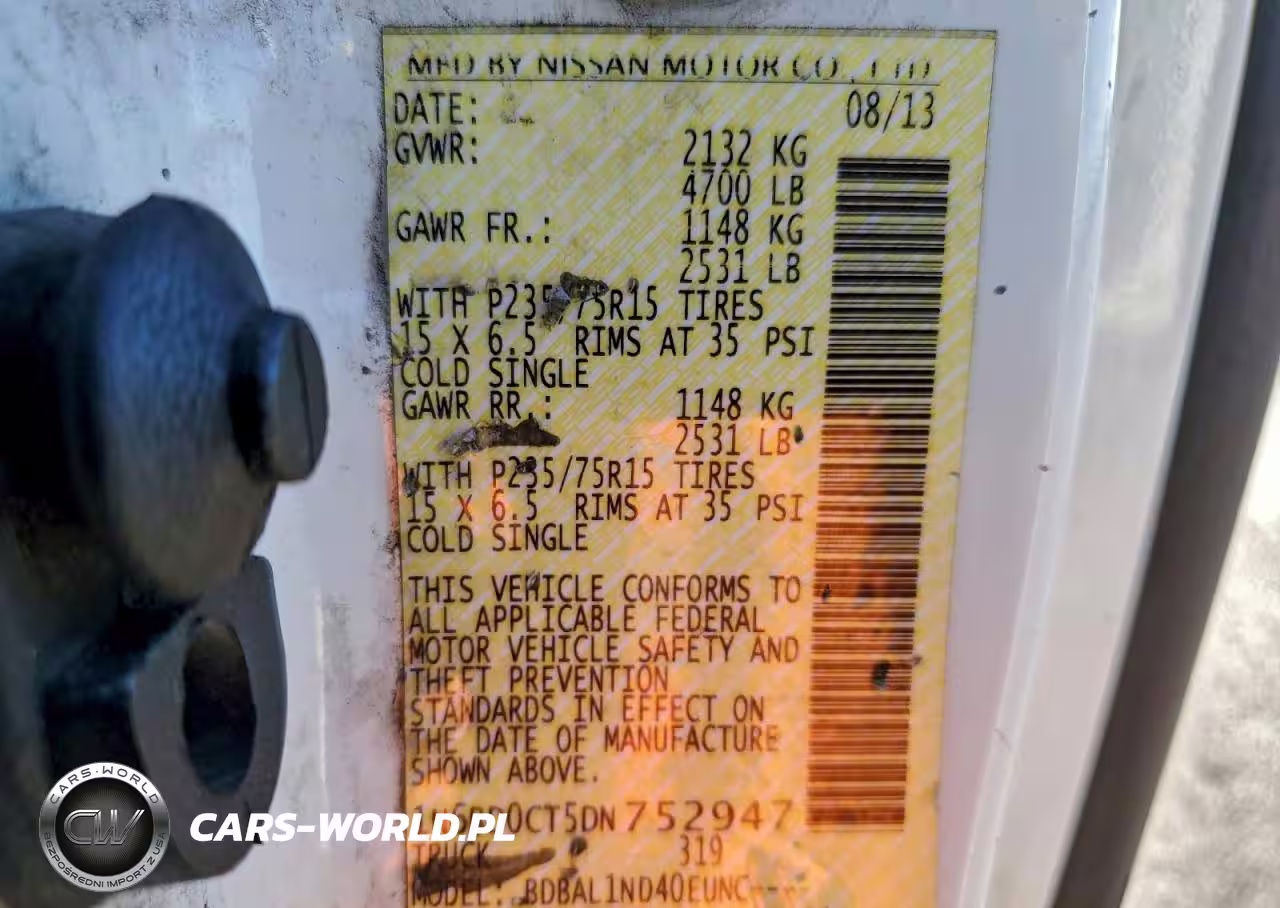 MFD BY NISSAN MOTOR CO., LTD
DATE: 08/13
GVWR: 2132 KG
4700 LB
GAWR FR.: 1148 KG
2531 LB
WITH P235/75R15 TIRES
15 X 6.5 RIMS AT 35 PSI
COLD SINGLE
GAWR RR.: 1148 KG
2531 LB
WITH P235/75R15 TIRES
15 X 6.5 RIMS AT 35 PSI
COLD SINGLE
THIS VEHICLE CONFORMS TO
ALL APPLICABLE FEDERAL
MOTOR VEHICLE SAFETY AND
THEFT PREVENTION
STANDARDS IN EFFECT ON
THE DATE OF MANUFACTURE
SHOWN ABOVE.
752947
TRUCK 319
MODEL: BDBAL1ND40EUNC----
CARS-WORLD
CW
BEZPOŚREDNI IMPORT Z USA
CARS-WORLD.PL